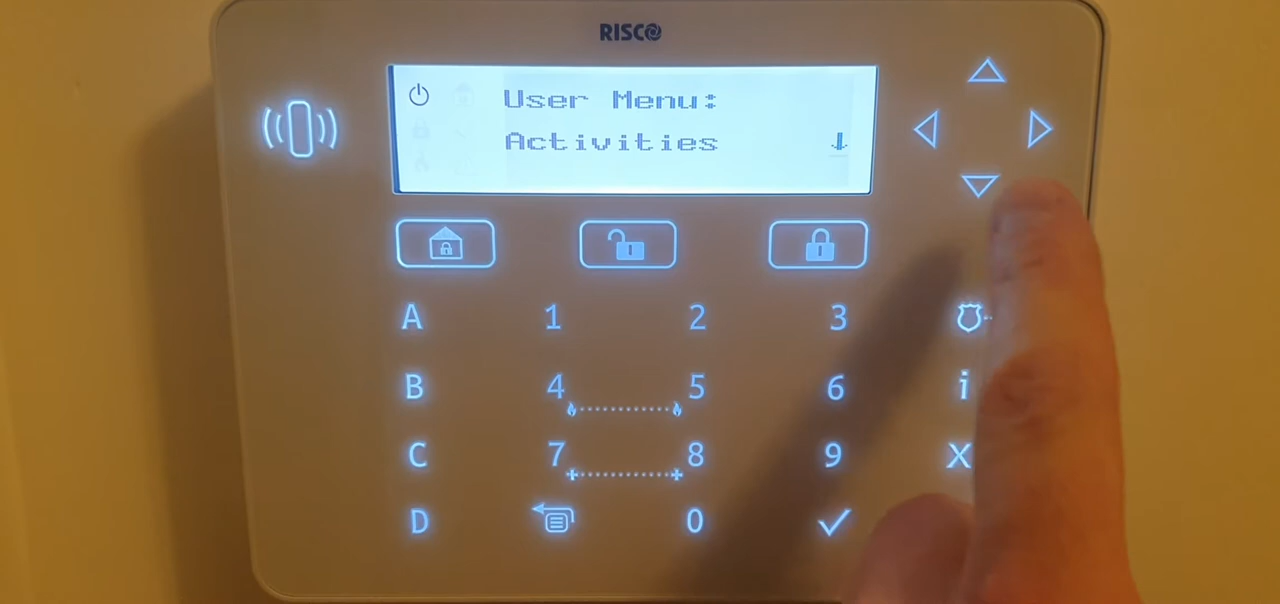 RISCO
User Menu:
Activities
A 1 2 3
B 4 5 6 i
C 7 8 9 X
D 0